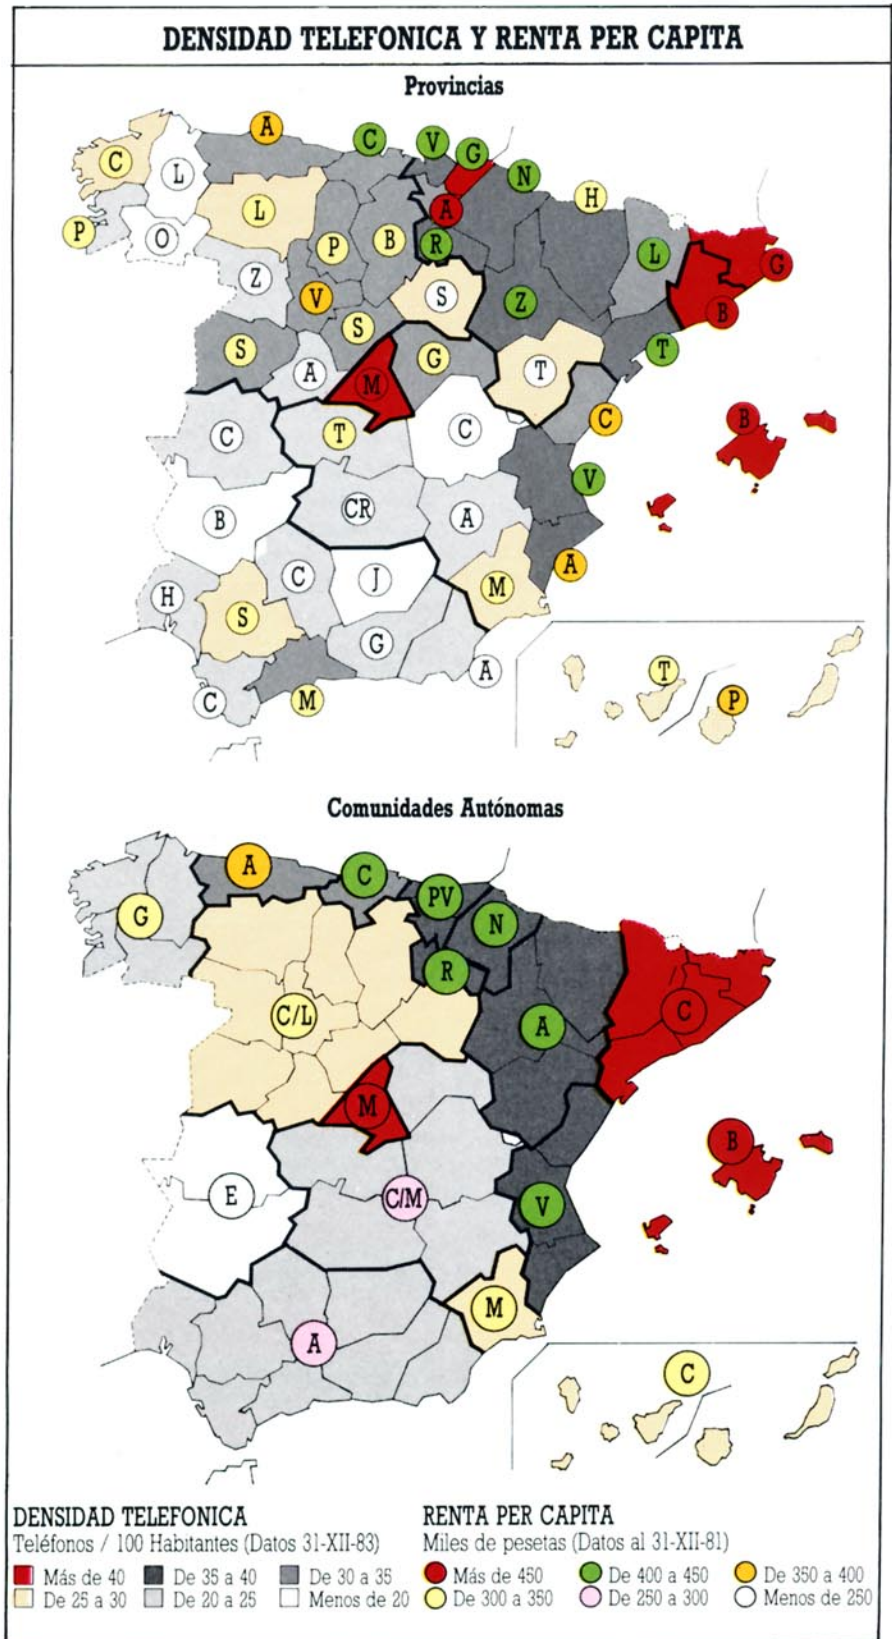 DENSIDAD TELEFONICA Y RENTA PER CAPITA
Provincias
A C V G N
C L H
P O L P B A R L G
Z V S Z B
S A M G T T
C T C C B
B CR A V
H S C J M A
G
C M A
T P
Comunidades Autónomas
A C PV N
G R
C/L A C
M B
E C/M V
M
A
C
DENSIDAD TELEFONICA
Teléfonos / 100 Habitantes (Datos 31-XII-83)
Más de 40 De 35 a 40 De 30 a 35
De 25 a 30 De 20 a 25 Menos de 20
RENTA PER CAPITA
Miles de pesetas (Datos al 31-XII-81)
Más de 450 De 400 a 450 De 350 a 400
De 300 a 350 De 250 a 300 Menos de 250